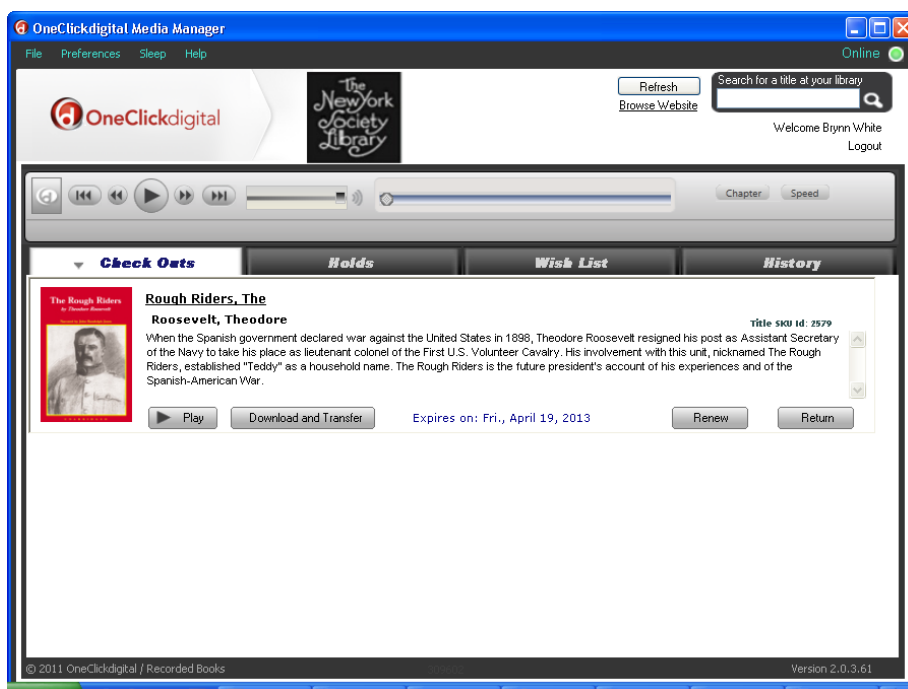 OneClickdigital Media Manager
File Preferences Sleep Help Online
OneClickdigital
The
NewYork
Society
Library
Refresh
Browse Website
Search for a title at your library
Welcome Brynn White
Logout
Chapter Speed
Check Outs Holds Wish List History
The Rough Riders
by Theodore Roosevelt
Rough Riders, The
Roosevelt, Theodore
Title SKU Id: 2579
When the Spanish government declared war against the United States in 1898, Theodore Roosevelt resigned his post as Assistant Secretary
of the Navy to take his place as lieutenant colonel of the First U.S. Volunteer Cavalry. His involvement with this unit, nicknamed The Rough
Riders, established "Teddy" as a household name. The Rough Riders is the future president's account of his experiences and of the
Spanish-American War.
Play Download and Transfer Expires on: Fri., April 19, 2013 Renew Return
© 2011 OneClickdigital / Recorded Books Version 2.0.3.61